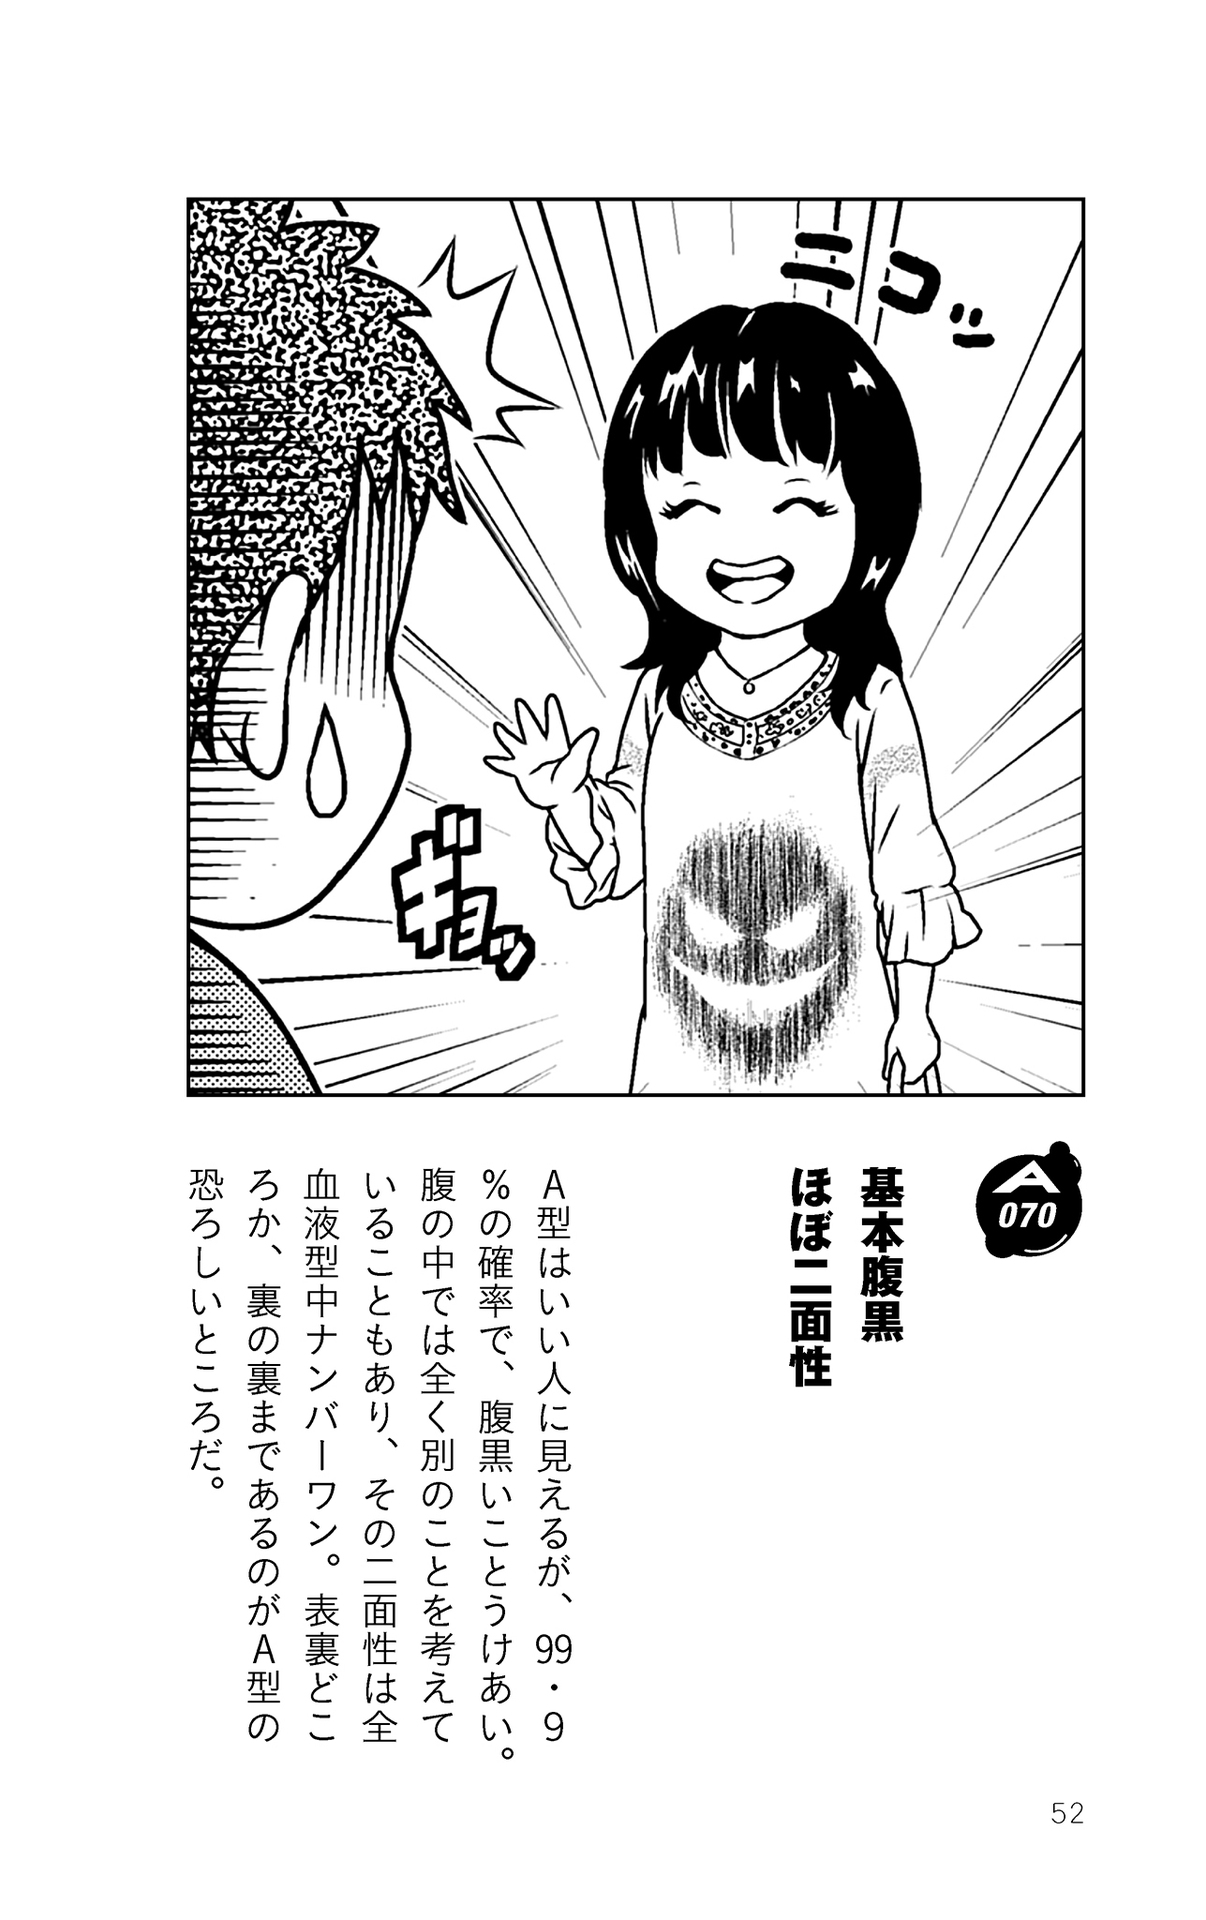 ニコッ
ギョッ
A
070
基本腹黒
ほぼ二面性
A型はいい人に見えるが、99・9
%の確率で、腹黒いことうけあい。
腹の中では全く別のことを考えて
いることもあり、その二面性は全
血液型中ナンバーワン。表裏どこ
ろか、裏の裏まであるのがA型の
恐ろしいところだ。
52